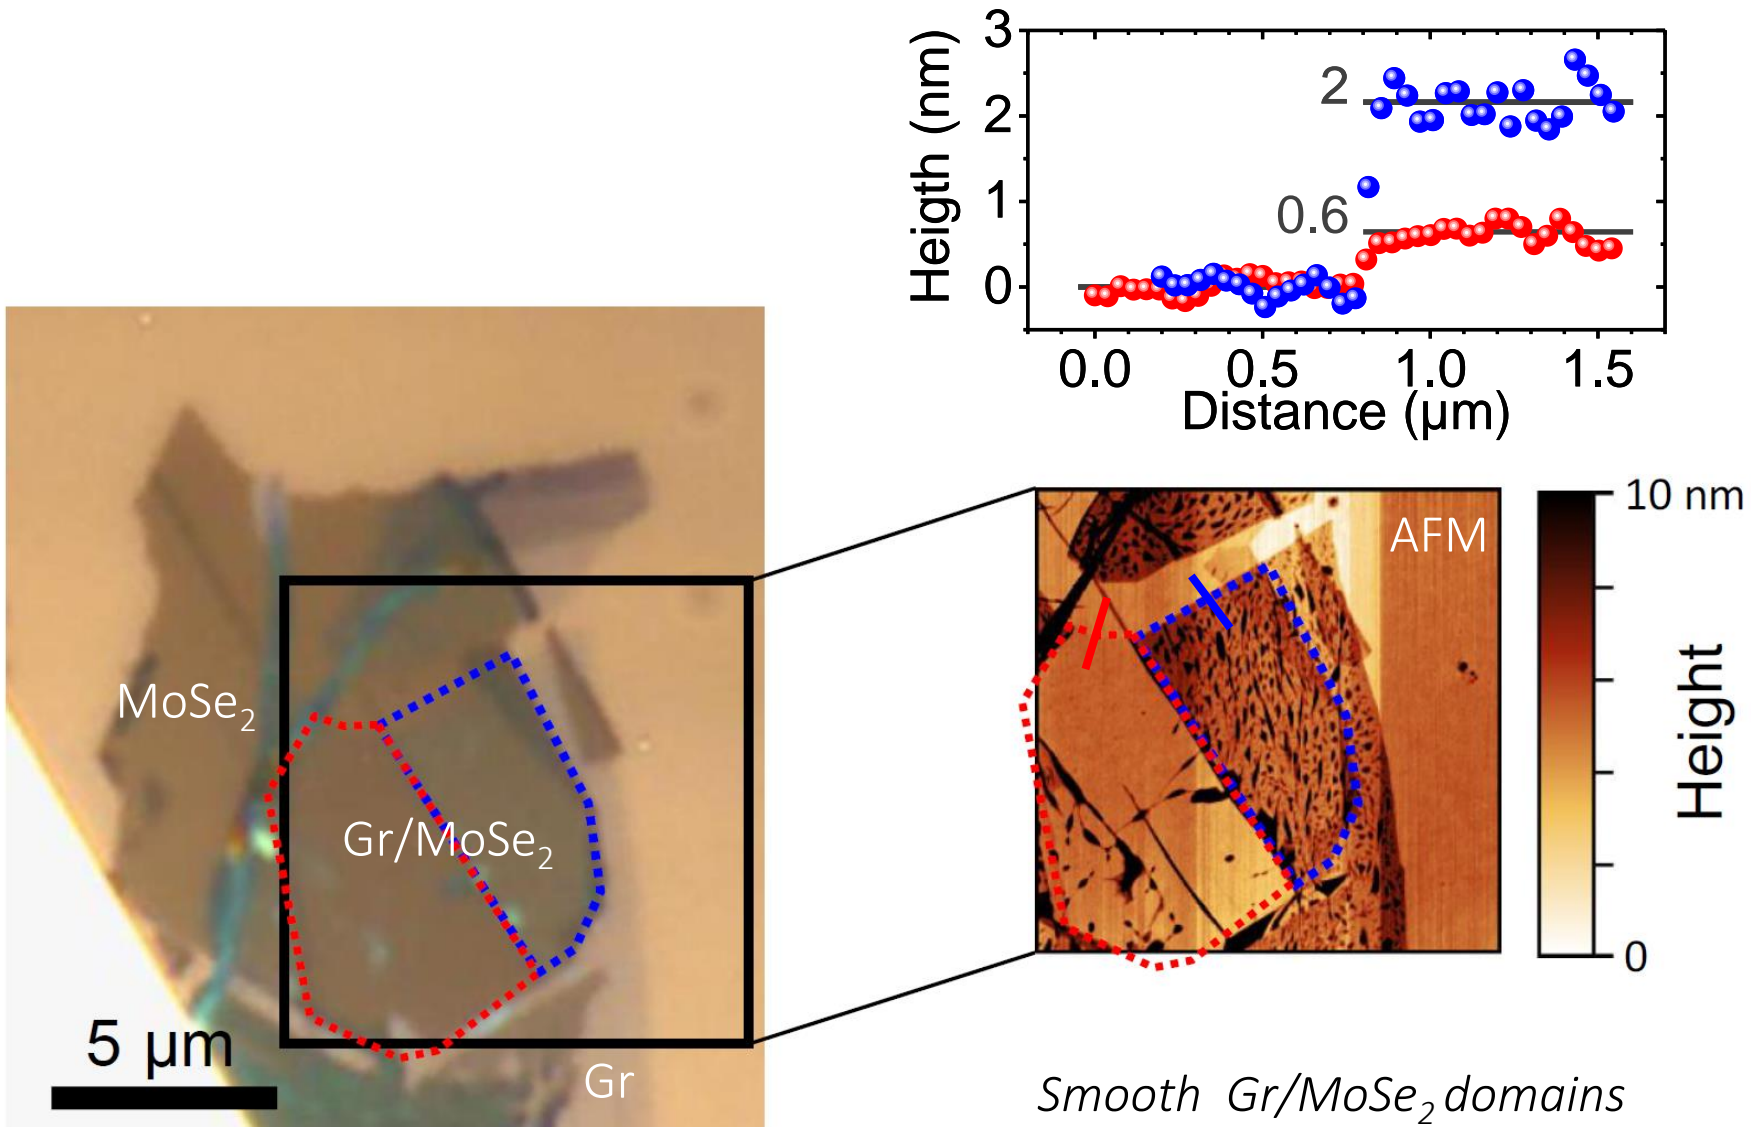 Heigth (nm)
3
2
1
0
2
0.6
0.0 0.5 1.0 1.5
Distance (µm)
MoSe₂
Gr/MoSe₂
5 µm
Gr
AFM
10 nm
Height
0
Smooth Gr/MoSe₂ domains